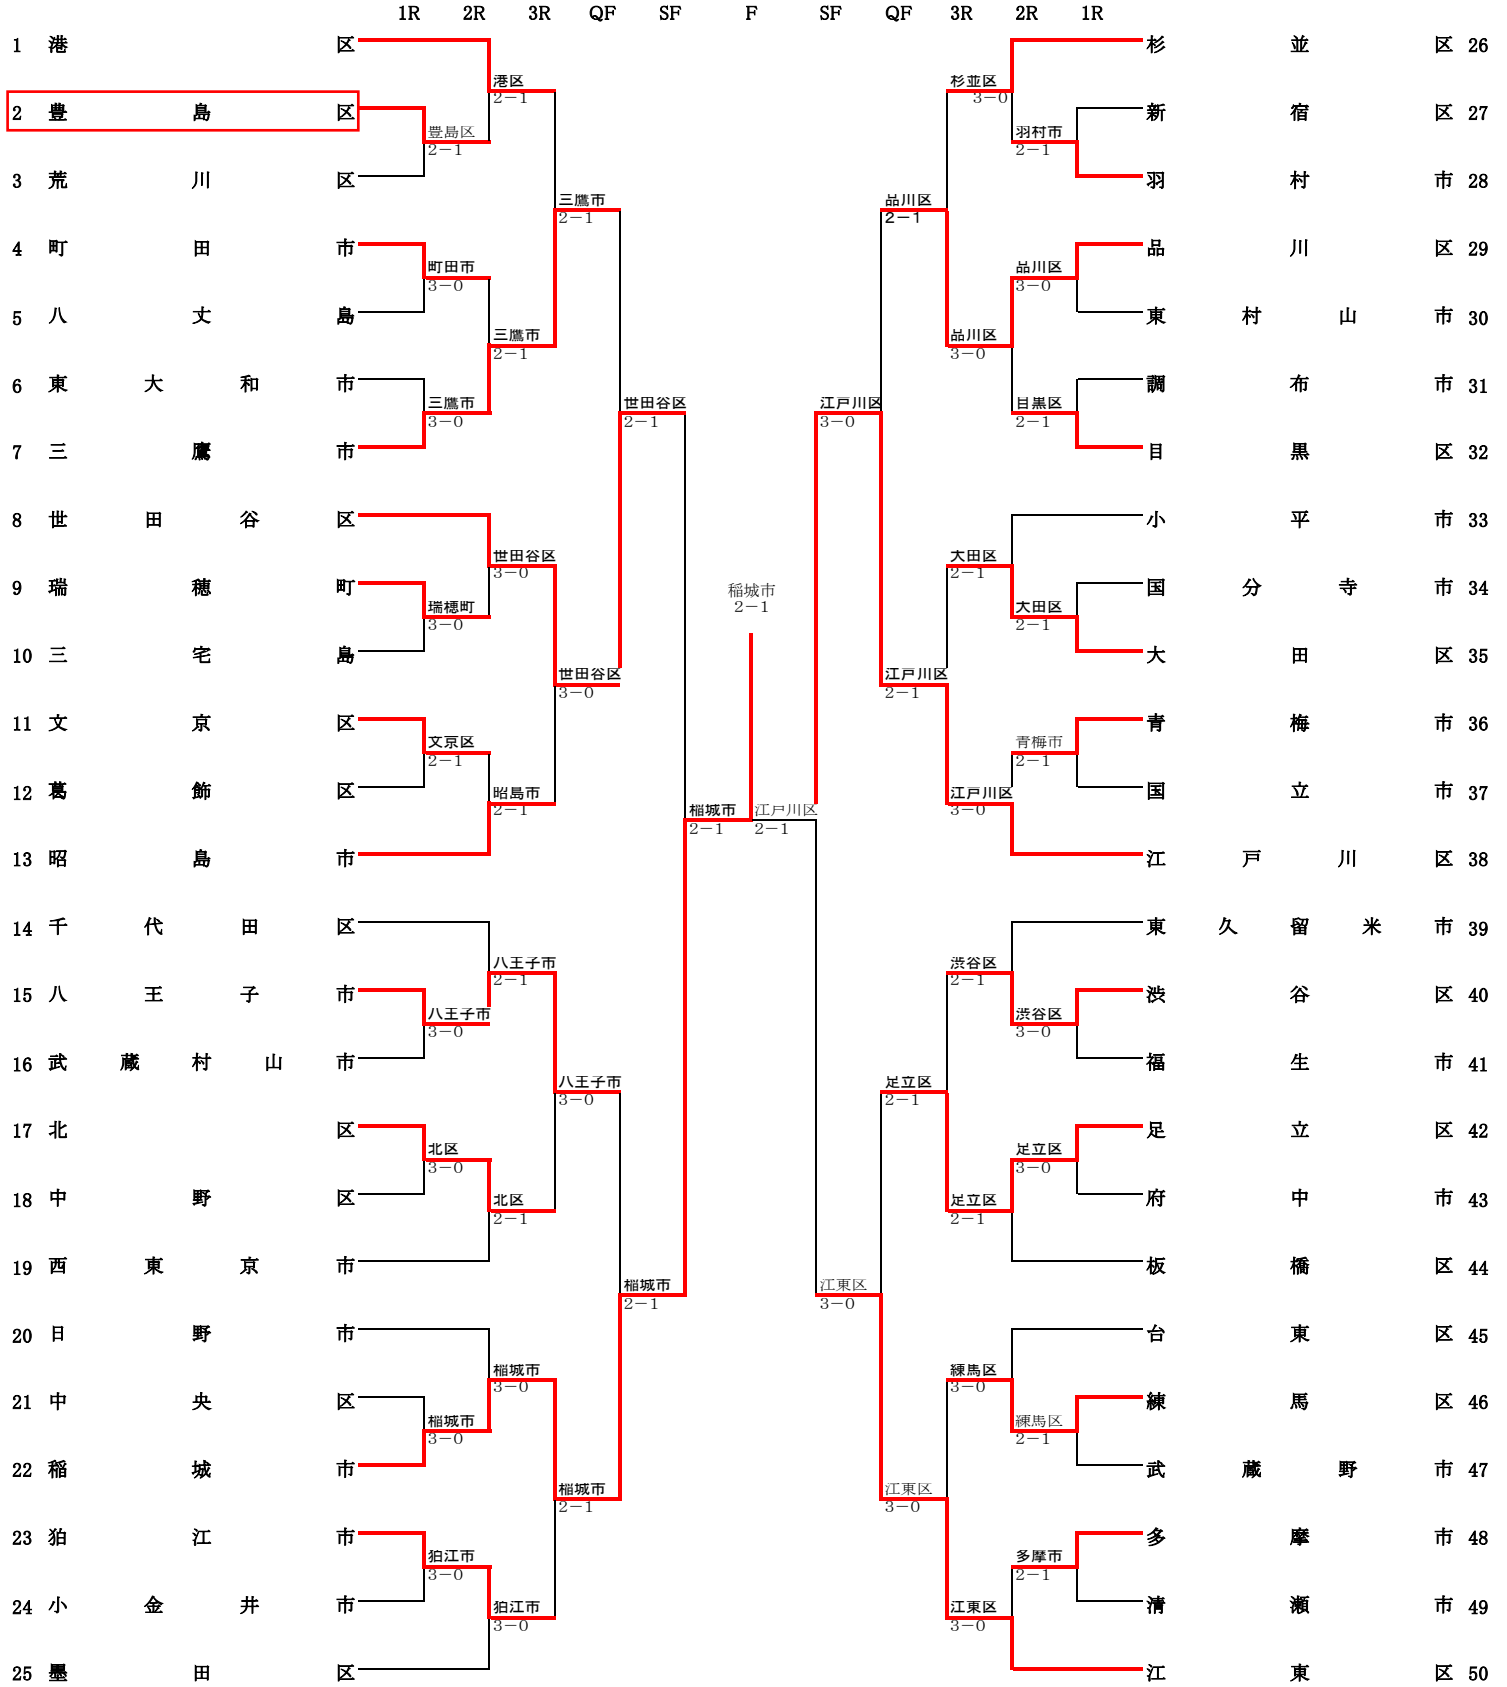 1R 2R 3R QF SF F SF QF 3R 2R 1R
1 港区 杉並区 26
港区 杉並区
2-1 3-0
2 豊島区 新宿区 27
豊島区 羽村市
2-1 2-1
3 荒川区 羽村市 28
三鷹市 品川区
2-1 2-1
4 町田市 品川区 29
町田市 品川区
3-0 3-0
5 八丈島 東村山市 30
三鷹市 品川区
2-1 3-0
6 東大和市 調布市 31
三鷹市 世田谷区 江戸川区 目黒区
3-0 2-1 3-0 2-1
7 三鷹市 目黒区 32
8 世田谷区 小平市 33
世田谷区 大田区
3-0 2-1
9 瑞穂町 国分寺市 34
稲城市
2-1
瑞穂町 大田区
3-0 2-1
10 三宅島 大田区 35
世田谷区 江戸川区
3-0 2-1
11 文京区 青梅市 36
文京区 青梅市
2-1 2-1
12 葛飾区 国立市 37
昭島市 江戸川区
2-1 3-0
稲城市 江戸川区
2-1 2-1
13 昭島市 江戸川区 38
14 千代田区 東久留米市 39
八王子市 渋谷区
2-1 2-1
15 八王子市 渋谷区 40
八王子市 渋谷区
3-0 3-0
16 武蔵村山市 福生市 41
八王子市 足立区
3-0 2-1
17 北区 足立区 42
北区 足立区
3-0 3-0
18 中野区 府中市 43
北区 足立区
2-1 2-1
19 西東京市 板橋区 44
稲城市 江東区
2-1 3-0
20 日野市 台東区 45
稲城市 練馬区
3-0 3-0
21 中央区 練馬区 46
稲城市 練馬区
3-0 2-1
22 稲城市 武蔵野市 47
稲城市 江東区
2-1 3-0
23 狛江市 多摩市 48
狛江市 多摩市
3-0 2-1
24 小金井市 清瀬市 49
狛江市 江東区
3-0 3-0
25 墨田区 江東区 50